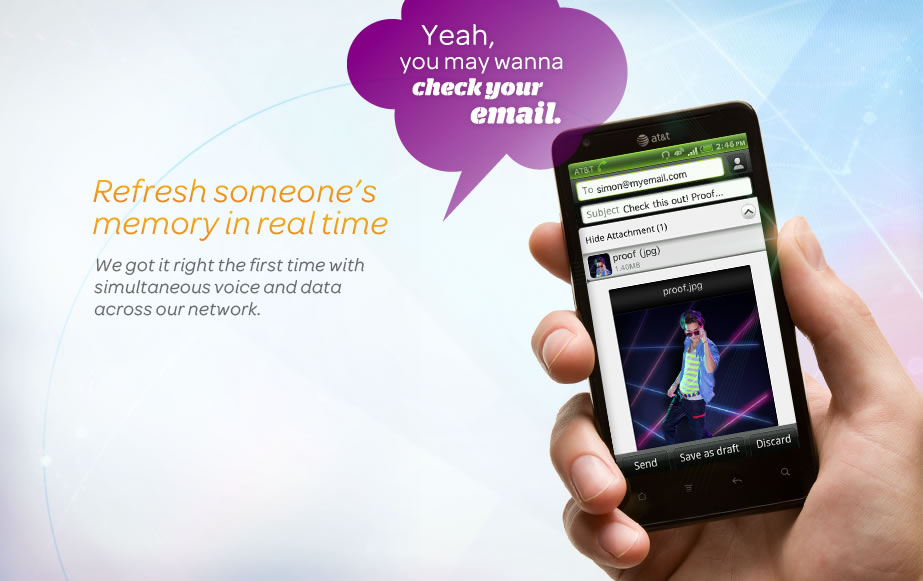 Yeah,
you may wanna
check your
email.
Refresh someone's
memory in real time
We got it right the first time with
simultaneous voice and data
across our network.
at&t
AT&T 2:46 PM
To simon@myemail.com
Subject Check this out! Proof...
Hide Attachment (1)
proof (jpg)
1.40MB
proof.jpg
Send Save as draft Discard